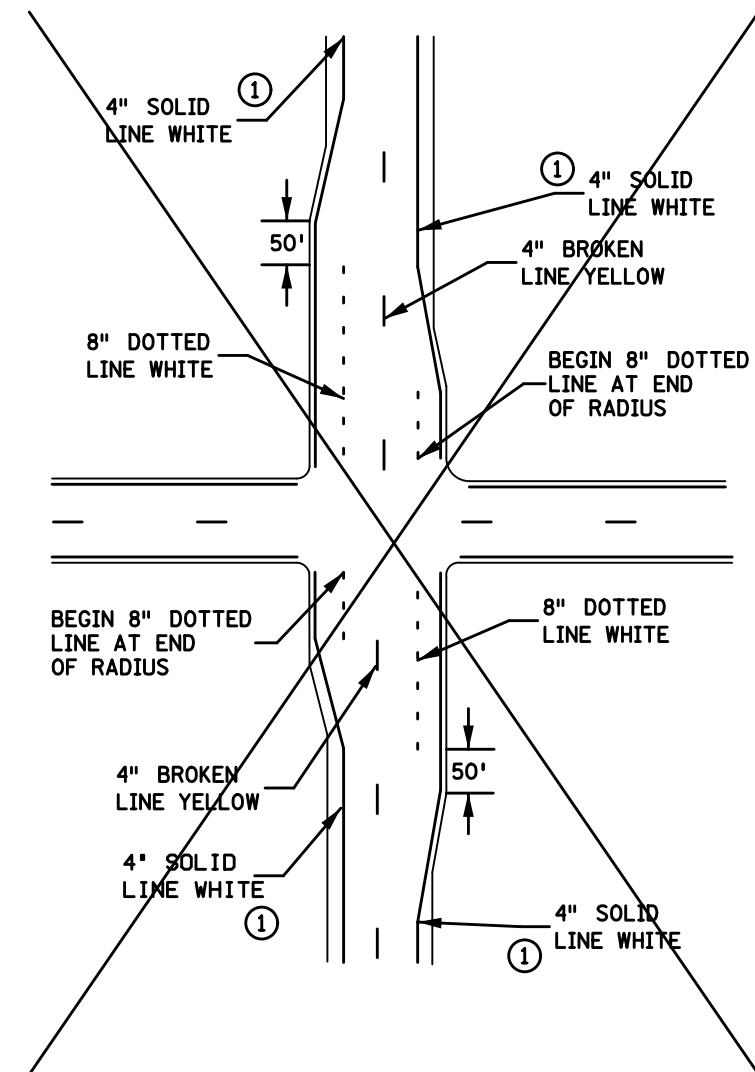 ①
4" SOLID
LINE WHITE
①
4" SOLID
LINE WHITE
50'
4" BROKEN
LINE YELLOW
8" DOTTED
LINE WHITE
BEGIN 8" DOTTED
LINE AT END
OF RADIUS
BEGIN 8" DOTTED
LINE AT END
OF RADIUS
8" DOTTED
LINE WHITE
4" BROKEN
LINE YELLOW
50'
4" SOLID
LINE WHITE
①
4" SOLID
LINE WHITE
①